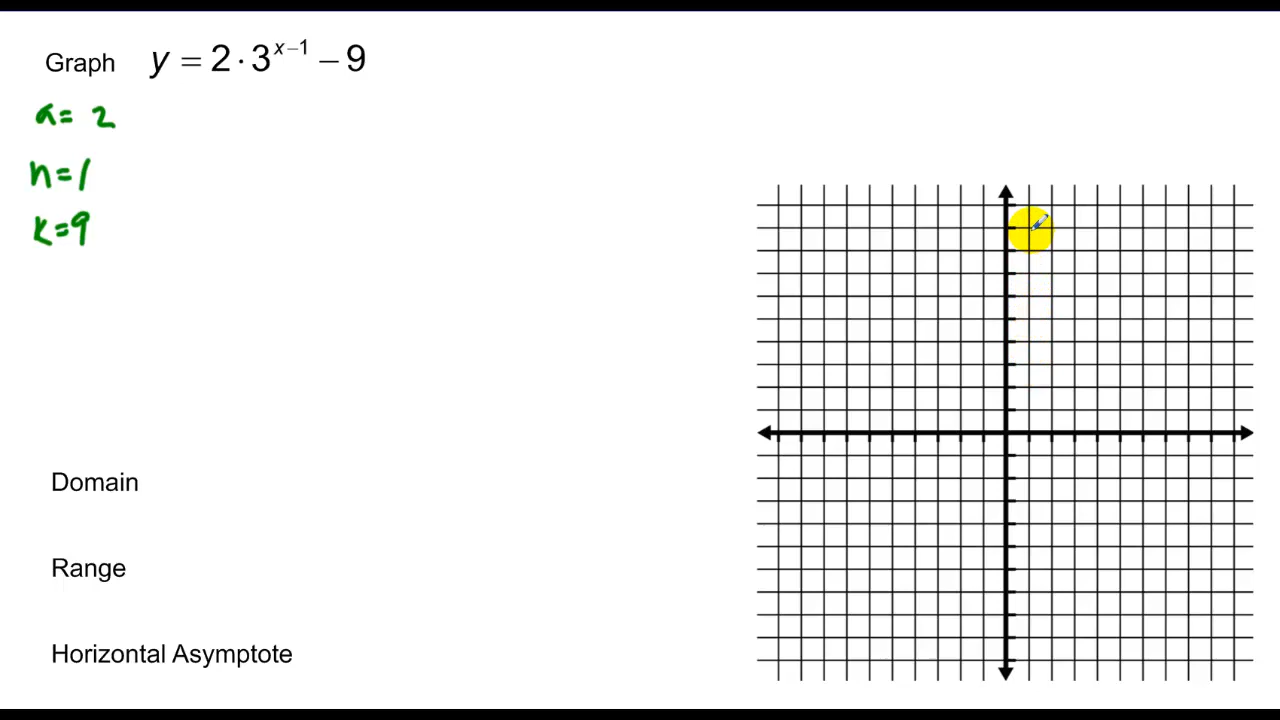 Graph y = 2 · 3^{x−1} − 9
a = 2
h = 1
k = 9
Domain
Range
Horizontal Asymptote